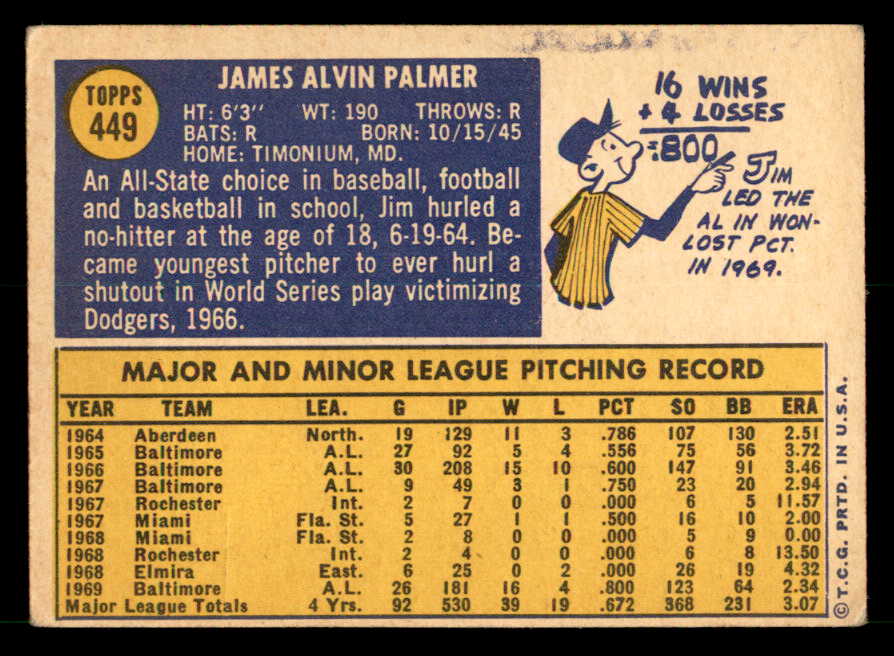 TOPPS
449
JAMES ALVIN PALMER
HT: 6'3" WT: 190 THROWS: R
BATS: R BORN: 10/15/45
HOME: TIMONIUM, MD.
An All-State choice in baseball, football
and basketball in school, Jim hurled a
no-hitter at the age of 18, 6-19-64. Be-
came youngest pitcher to ever hurl a
shutout in World Series play victimizing
Dodgers, 1966.
16 WINS
+ 4 LOSSES
=.800
JIM
LED THE
AL IN WON-
LOST PCT.
IN 1969.
MAJOR AND MINOR LEAGUE PITCHING RECORD
YEAR TEAM LEA. G IP W L PCT SO BB ERA
1964 Aberdeen North. 19 129 11 3 .786 107 130 2.51
1965 Baltimore A.L. 27 92 5 4 .556 75 56 3.72
1966 Baltimore A.L. 30 208 15 10 .600 147 91 3.46
1967 Baltimore A.L. 9 49 3 1 .750 23 20 2.94
1967 Rochester Int. 2 7 0 0 .000 6 5 11.57
1967 Miami Fla. St. 5 27 1 1 .500 16 10 2.00
1968 Miami Fla. St. 2 8 0 0 .000 5 9 0.00
1968 Rochester Int. 2 4 0 0 .000 6 8 13.50
1968 Elmira East. 6 25 0 2 .000 26 19 4.32
1969 Baltimore A.L. 26 181 16 4 .800 123 64 2.34
Major League Totals 4 Yrs. 92 530 39 19 .672 368 231 3.07
©T.C.G. PRTD. IN U.S.A.